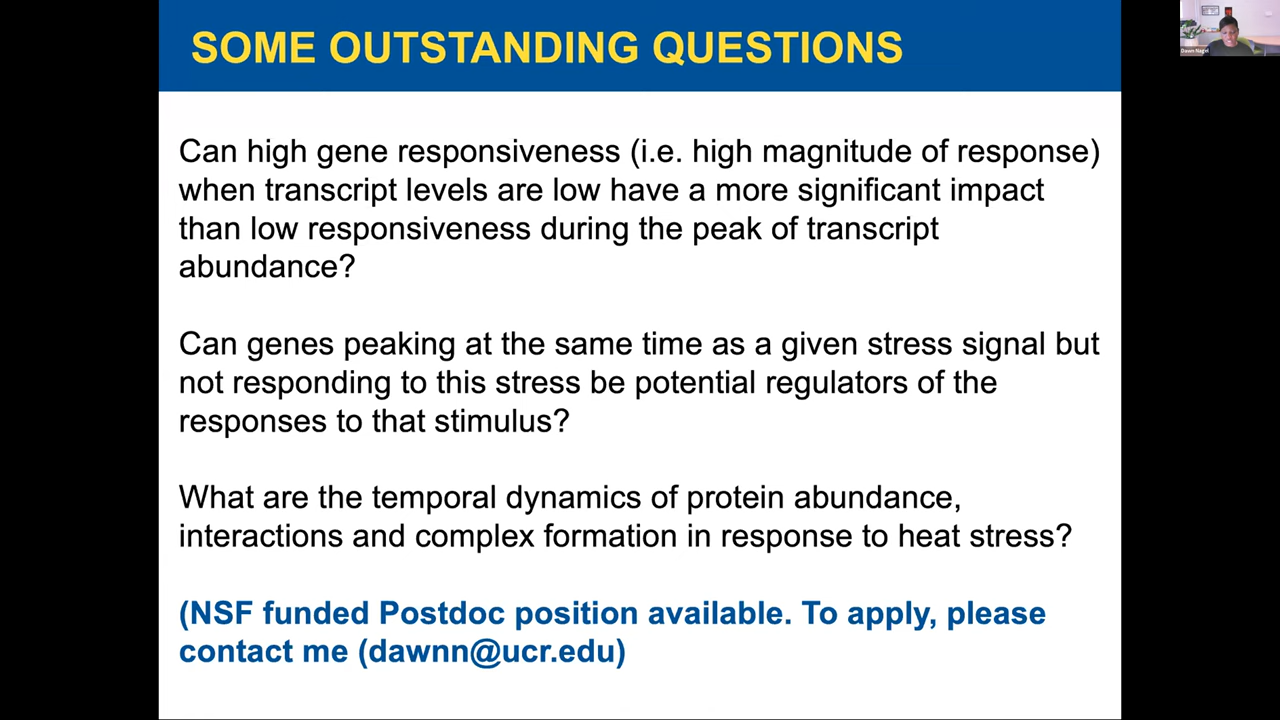 SOME OUTSTANDING QUESTIONS
Dawn Nagel
Can high gene responsiveness (i.e. high magnitude of response)
when transcript levels are low have a more significant impact
than low responsiveness during the peak of transcript
abundance?
Can genes peaking at the same time as a given stress signal but
not responding to this stress be potential regulators of the
responses to that stimulus?
What are the temporal dynamics of protein abundance,
interactions and complex formation in response to heat stress?
(NSF funded Postdoc position available. To apply, please
contact me (dawnn@ucr.edu)